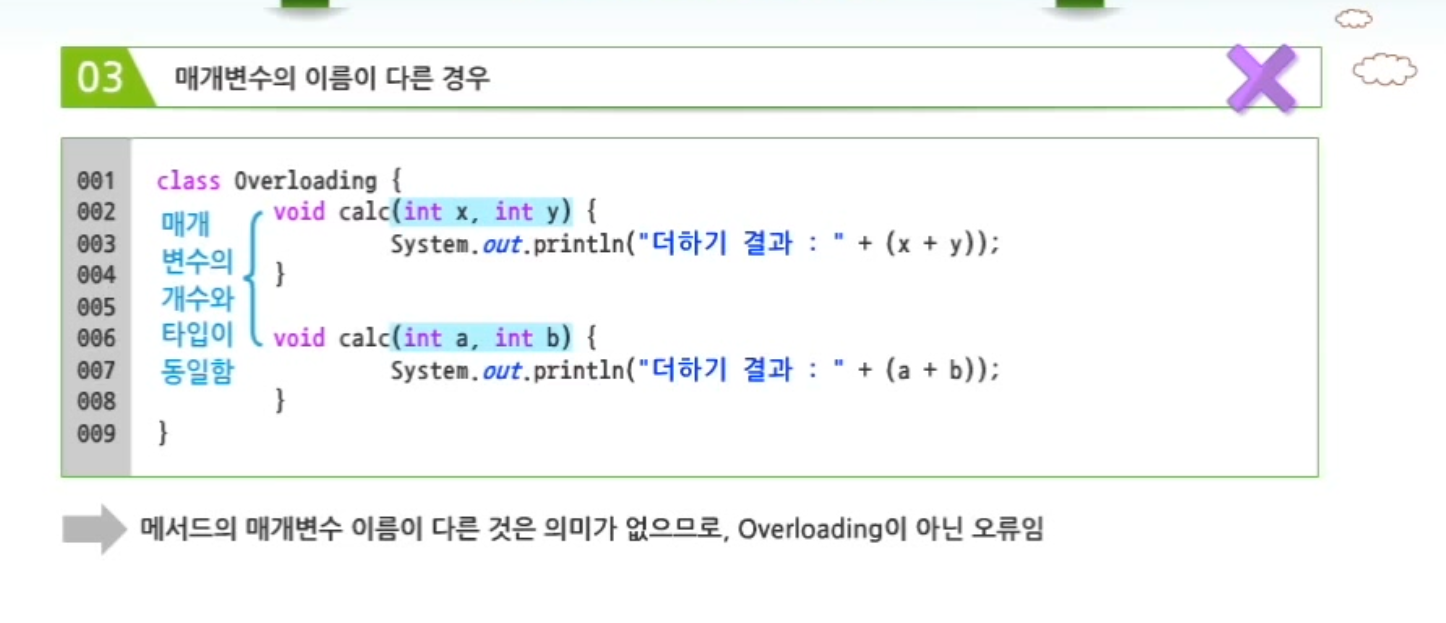 03 매개변수의 이름이 다른 경우
001 class Overloading {
002 void calc(int x, int y) {
003 System.out.println("더하기 결과 : " + (x + y));
004 }
005
006 void calc(int a, int b) {
007 System.out.println("더하기 결과 : " + (a + b));
008 }
009 }
매개
변수의
개수와
타입이
동일함
메서드의 매개변수 이름이 다른 것은 의미가 없으므로, Overloading이 아닌 오류임